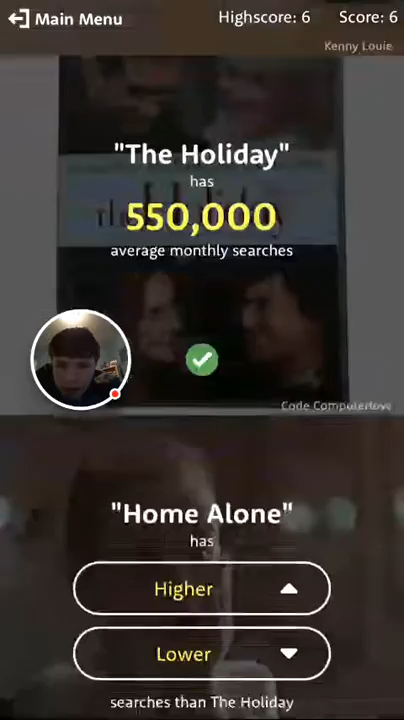 Main Menu
Highscore: 6
Score: 6
Kenny Louie
"The Holiday"
has
550,000
average monthly searches
Code Computerlove
"Home Alone"
has
Higher
Lower
searches than The Holiday